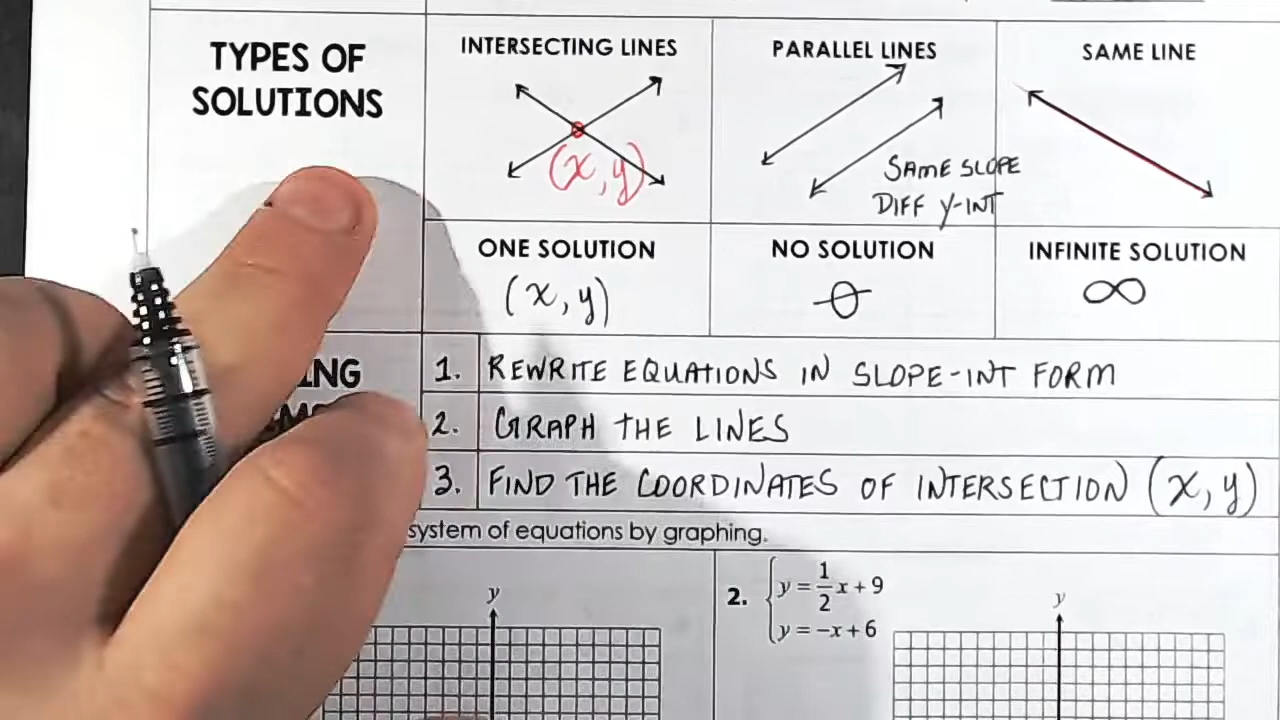 TYPES OF
SOLUTIONS
INTERSECTING LINES
(x, y)
PARALLEL LINES
SAME SLOPE
DIFF y-INT
SAME LINE
ONE SOLUTION
(x, y)
NO SOLUTION
∅
INFINITE SOLUTION
∞
1. REWRITE EQUATIONS IN SLOPE-INT FORM
2. GRAPH THE LINES
3. FIND THE COORDINATES OF INTERSECTION (x, y)
system of equations by graphing.
y
2. y = 1/2 x + 9
y = -x + 6
y